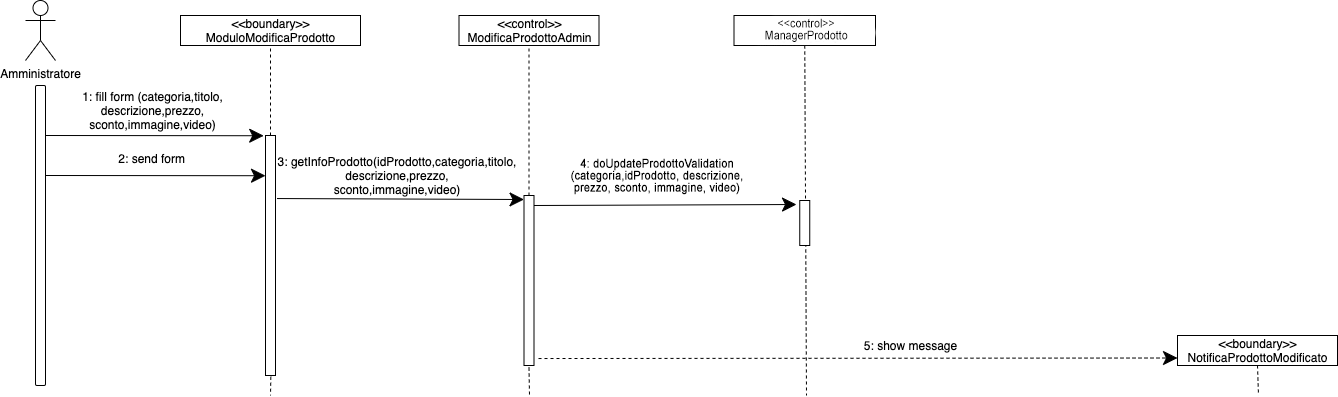 <<boundary>>
ModuloModificaProdotto
<<control>>
ModificaProdottoAdmin
<<control>>
ManagerProdotto
Amministratore
1: fill form (categoria,titolo,
descrizione,prezzo,
sconto,immagine,video)
2: send form
3: getInfoProdotto(idProdotto,categoria,titolo,
descrizione,prezzo,
sconto,immagine,video)
4: doUpdateProdottoValidation
(categoria,idProdotto, descrizione,
prezzo, sconto, immagine, video)
5: show message
<<boundary>>
NotificaProdottoModificato